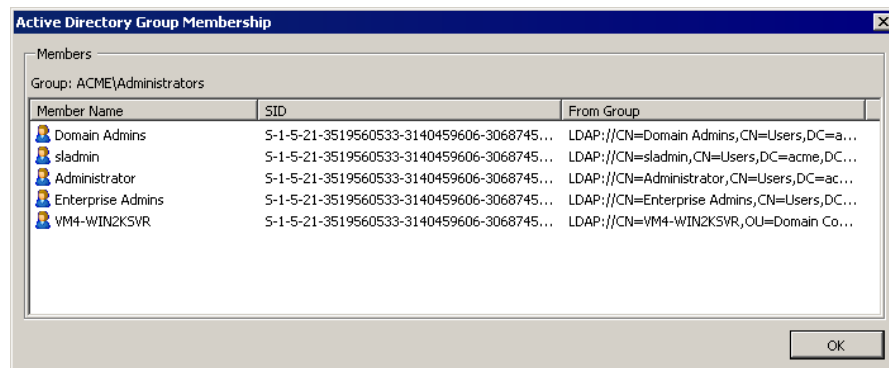 Active Directory Group Membership
Members
Group: ACME\Administrators
Member Name SID From Group
Domain Admins S-1-5-21-3519560533-3140459606-3068745... LDAP://CN=Domain Admins,CN=Users,DC=a...
sladmin S-1-5-21-3519560533-3140459606-3068745... LDAP://CN=sladmin,CN=Users,DC=acme,DC...
Administrator S-1-5-21-3519560533-3140459606-3068745... LDAP://CN=Administrator,CN=Users,DC=ac...
Enterprise Admins S-1-5-21-3519560533-3140459606-3068745... LDAP://CN=Enterprise Admins,CN=Users,DC...
VM4-WIN2KSVR S-1-5-21-3519560533-3140459606-3068745... LDAP://CN=VM4-WIN2KSVR,OU=Domain Co...
OK